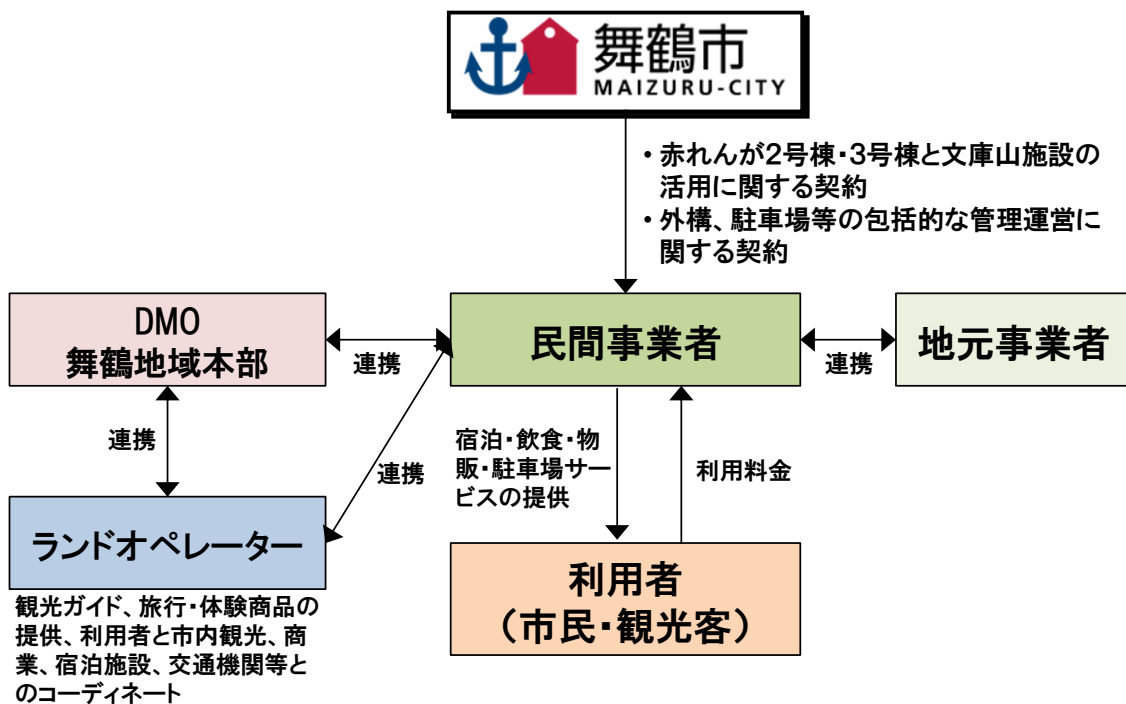 舞鶴市
MAIZURU-CITY
・赤れんが2号棟・3号棟と文庫山施設の
活用に関する契約
・外構、駐車場等の包括的な管理運営に
関する契約
DMO
舞鶴地域本部
連携
民間事業者
連携
地元事業者
連携
連携
宿泊・飲食・物
販・駐車場サー
ビスの提供
利用料金
ランドオペレーター
観光ガイド、旅行・体験商品の
提供、利用者と市内観光、商
業、宿泊施設、交通機関等と
のコーディネート
利用者
（市民・観光客）